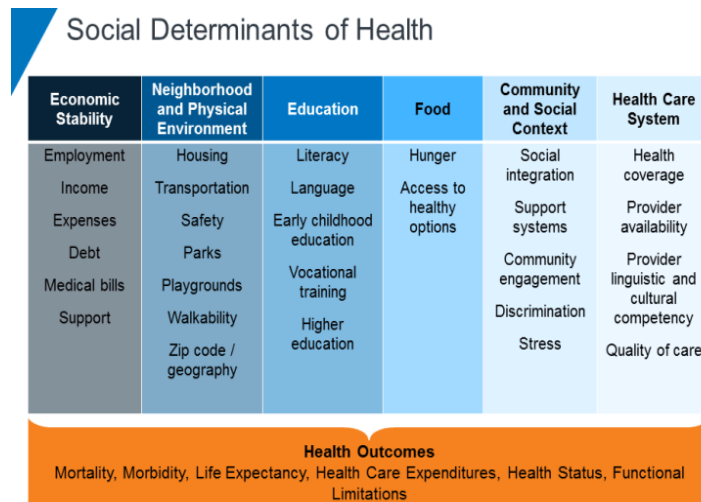 Social Determinants of Health
Economic
Stability
Neighborhood
and Physical
Environment
Education
Food
Community
and Social
Context
Health Care
System
Employment
Income
Expenses
Debt
Medical bills
Support
Housing
Transportation
Safety
Parks
Playgrounds
Walkability
Zip code /
geography
Literacy
Language
Early childhood
education
Vocational
training
Higher
education
Hunger
Access to
healthy
options
Social
integration
Support
systems
Community
engagement
Discrimination
Stress
Health
coverage
Provider
availability
Provider
linguistic and
cultural
competency
Quality of care
Health Outcomes
Mortality, Morbidity, Life Expectancy, Health Care Expenditures, Health Status, Functional
Limitations